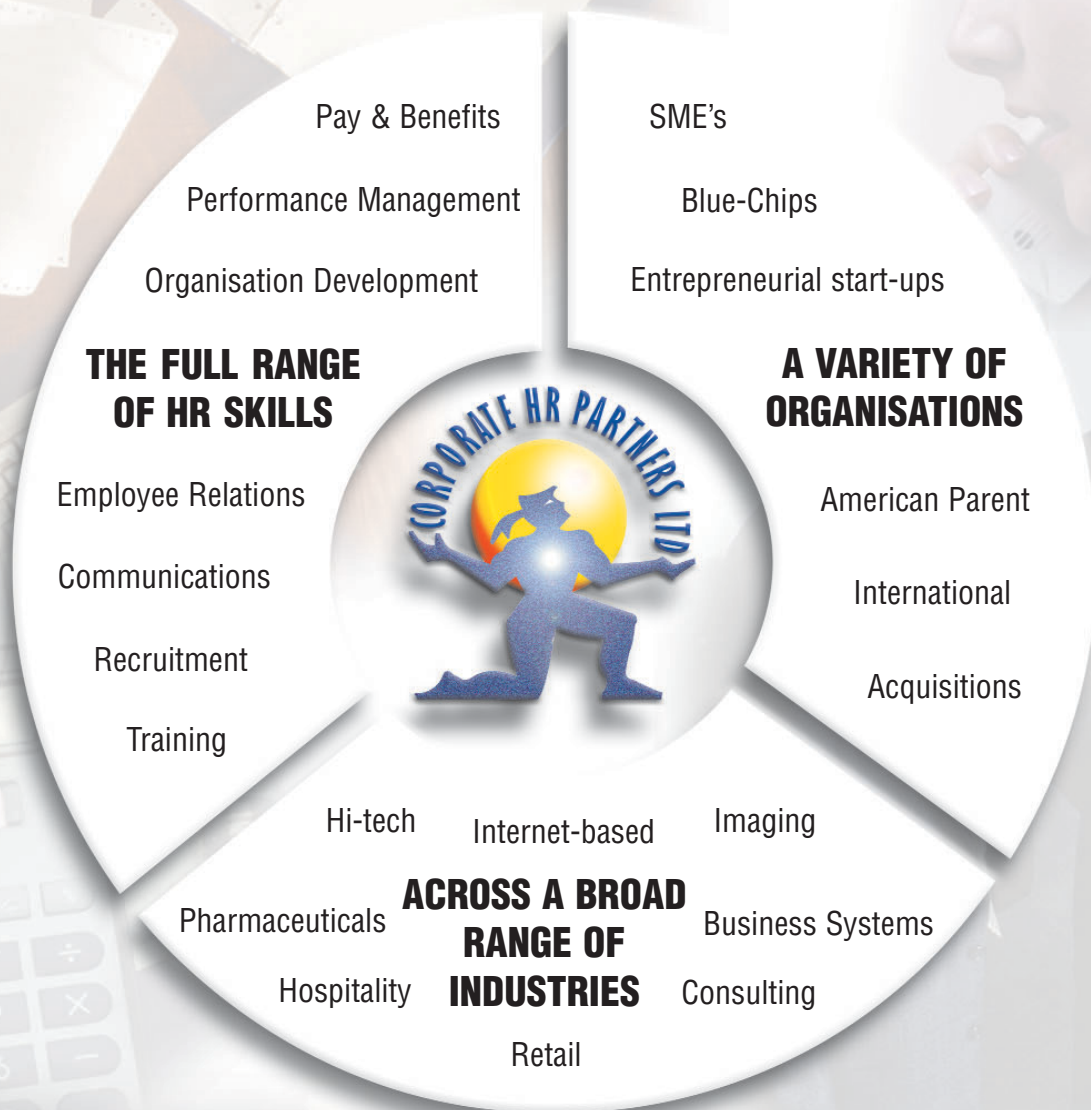 Pay & Benefits
Performance Management
Organisation Development
THE FULL RANGE
OF HR SKILLS
Employee Relations
Communications
Recruitment
Training
SME's
Blue-Chips
Entrepreneurial start-ups
A VARIETY OF
ORGANISATIONS
American Parent
International
Acquisitions
CORPORATE HR PARTNERS LTD
Hi-tech
Internet-based
Imaging
Pharmaceuticals
ACROSS A BROAD
RANGE OF
INDUSTRIES
Business Systems
Hospitality
Consulting
Retail